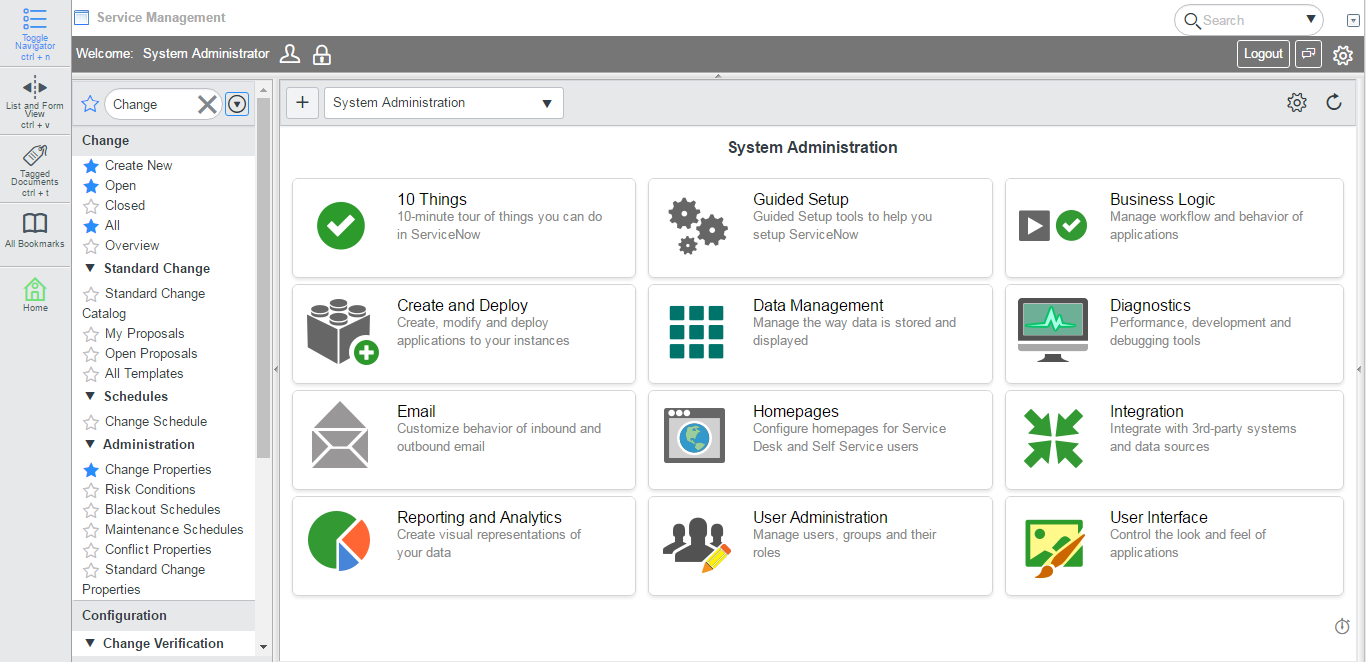 Toggle
Navigator
ctrl + n
List and Form
View
ctrl + v
Tagged
Documents
ctrl + t
All Bookmarks
Home
Service Management
Search
Welcome: System Administrator
Logout
Change
Change
Create New
Open
Closed
All
Overview
Standard Change
Standard Change
Catalog
My Proposals
Open Proposals
All Templates
Schedules
Change Schedule
Administration
Change Properties
Risk Conditions
Blackout Schedules
Maintenance Schedules
Conflict Properties
Standard Change
Properties
Configuration
Change Verification
System Administration
System Administration
10 Things
10-minute tour of things you can do
in ServiceNow
Guided Setup
Guided Setup tools to help you
setup ServiceNow
Business Logic
Manage workflow and behavior of
applications
Create and Deploy
Create, modify and deploy
applications to your instances
Data Management
Manage the way data is stored and
displayed
Diagnostics
Performance, development and
debugging tools
Email
Customize behavior of inbound and
outbound email
Homepages
Configure homepages for Service
Desk and Self Service users
Integration
Integrate with 3rd-party systems
and data sources
Reporting and Analytics
Create visual representations of
your data
User Administration
Manage users, groups and their
roles
User Interface
Control the look and feel of
applications